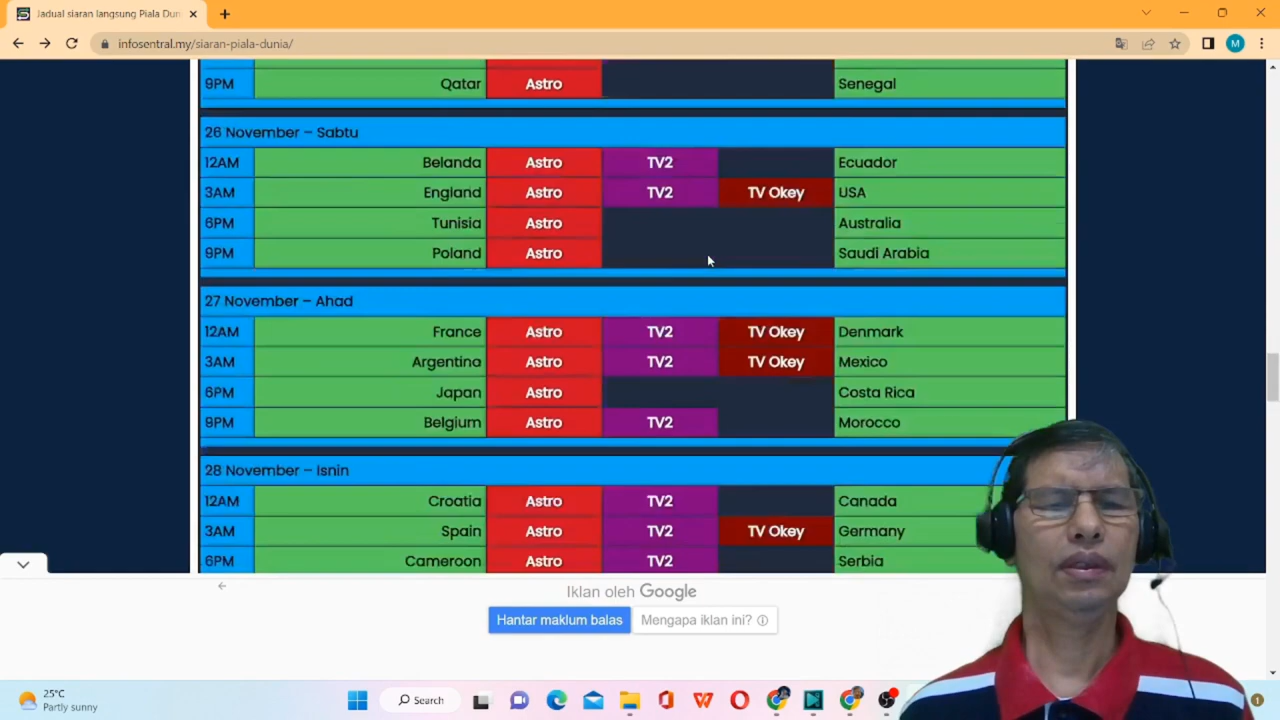 Jadual siaran langsung Piala Dun
infosentral.my/siaran-piala-dunia/
M
9PM Qatar Astro Senegal
26 November – Sabtu
12AM Belanda Astro TV2 Ecuador
3AM England Astro TV2 TV Okey USA
6PM Tunisia Astro Australia
9PM Poland Astro Saudi Arabia
27 November – Ahad
12AM France Astro TV2 TV Okey Denmark
3AM Argentina Astro TV2 TV Okey Mexico
6PM Japan Astro Costa Rica
9PM Belgium Astro TV2 Morocco
28 November – Isnin
12AM Croatia Astro TV2 Canada
3AM Spain Astro TV2 TV Okey Germany
6PM Cameroon Astro TV2 Serbia
Iklan oleh Google
Hantar maklum balas Mengapa iklan ini?
25°C
Partly sunny
Search
1